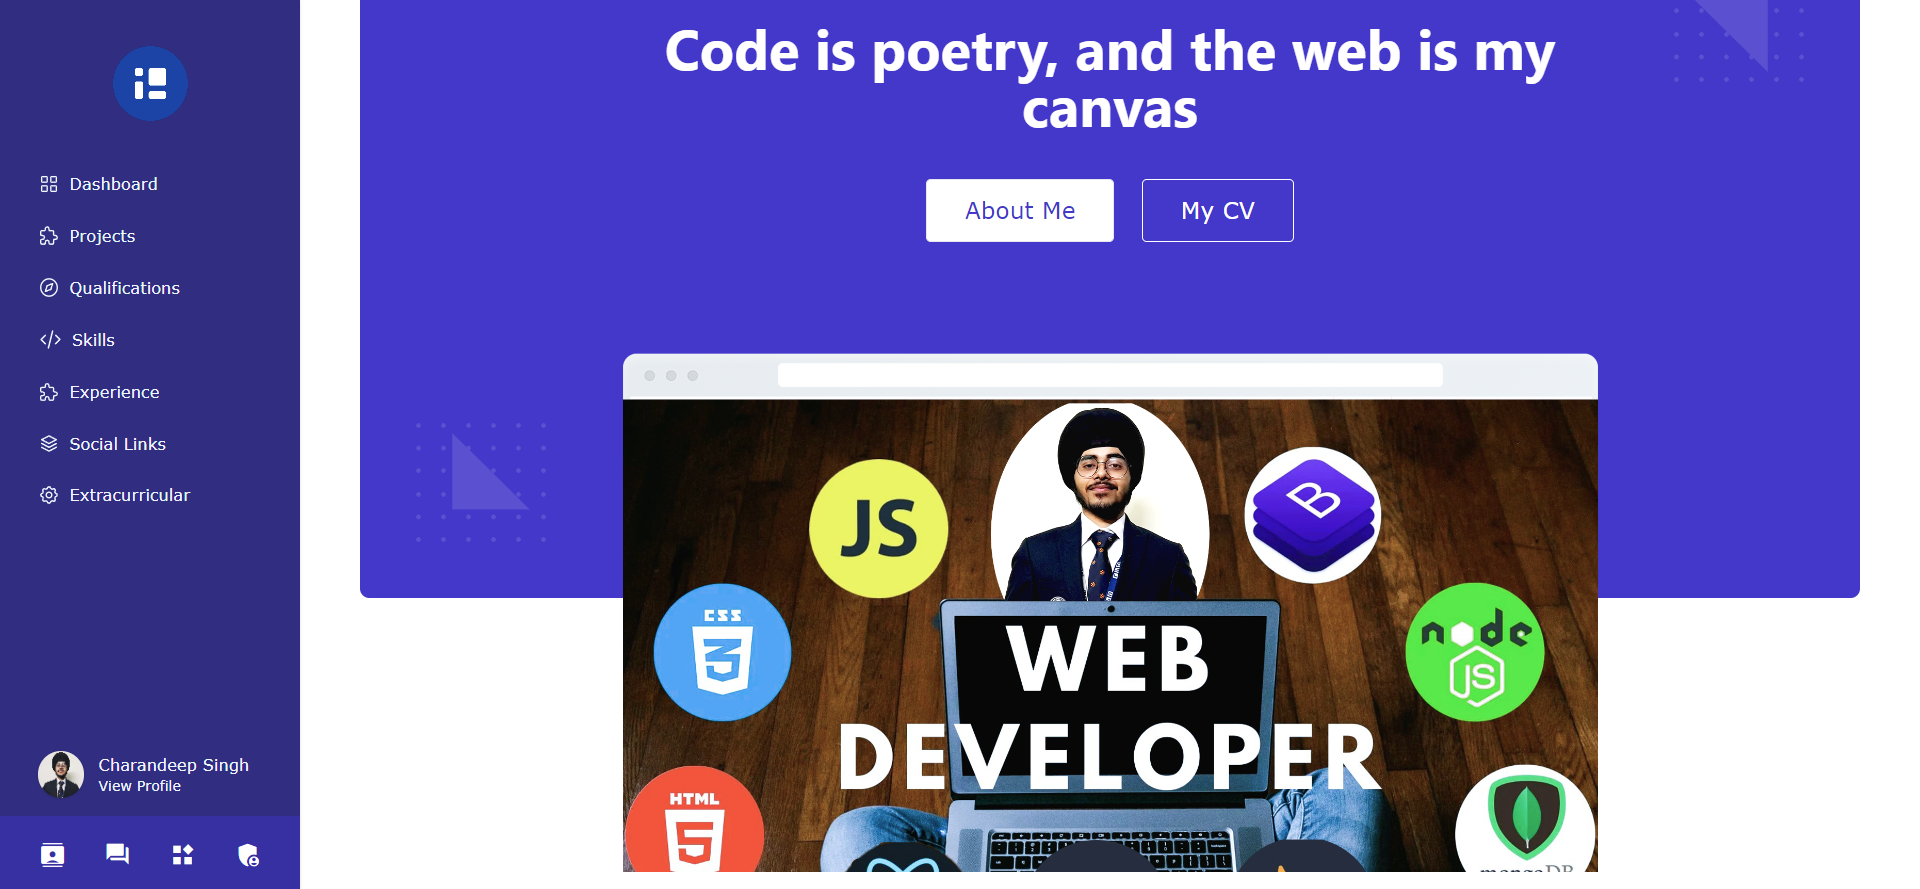 Code is poetry, and the web is my
canvas
About Me
My CV
Dashboard
Projects
Qualifications
Skills
Experience
Social Links
Extracurricular
Charandeep Singh
View Profile
JS
B
CSS
3
node
JS
WEB
DEVELOPER
HTML
5
mongoDB